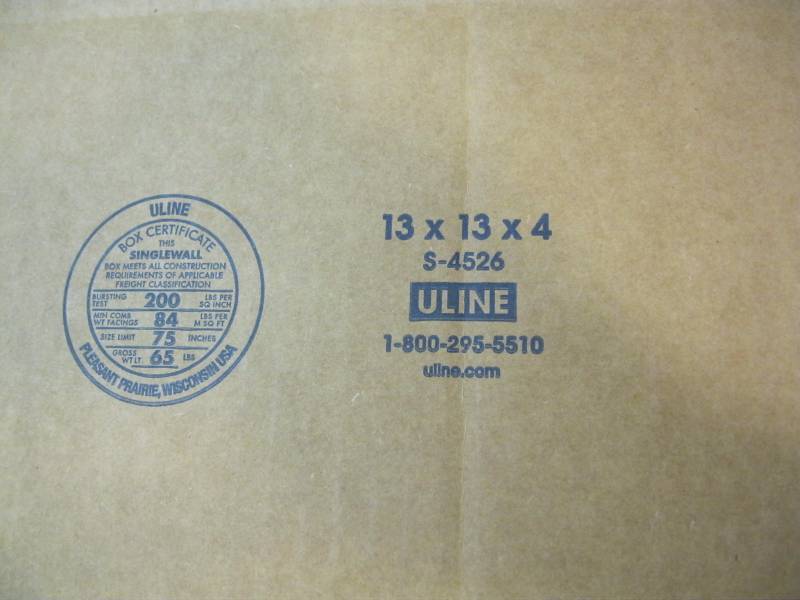 ULINE
BOX CERTIFICATE
THIS
SINGLEWALL
BOX MEETS ALL CONSTRUCTION
REQUIREMENTS OF APPLICABLE
FREIGHT CLASSIFICATION
BURSTING TEST 200 LBS PER SQ INCH
MIN COMB WT FACINGS 84 LBS PER M SQ FT
SIZE LIMIT 75 INCHES
GROSS WT LT 65 LBS
PLEASANT PRAIRIE, WISCONSIN USA
13 x 13 x 4
S-4526
ULINE
1-800-295-5510
uline.com